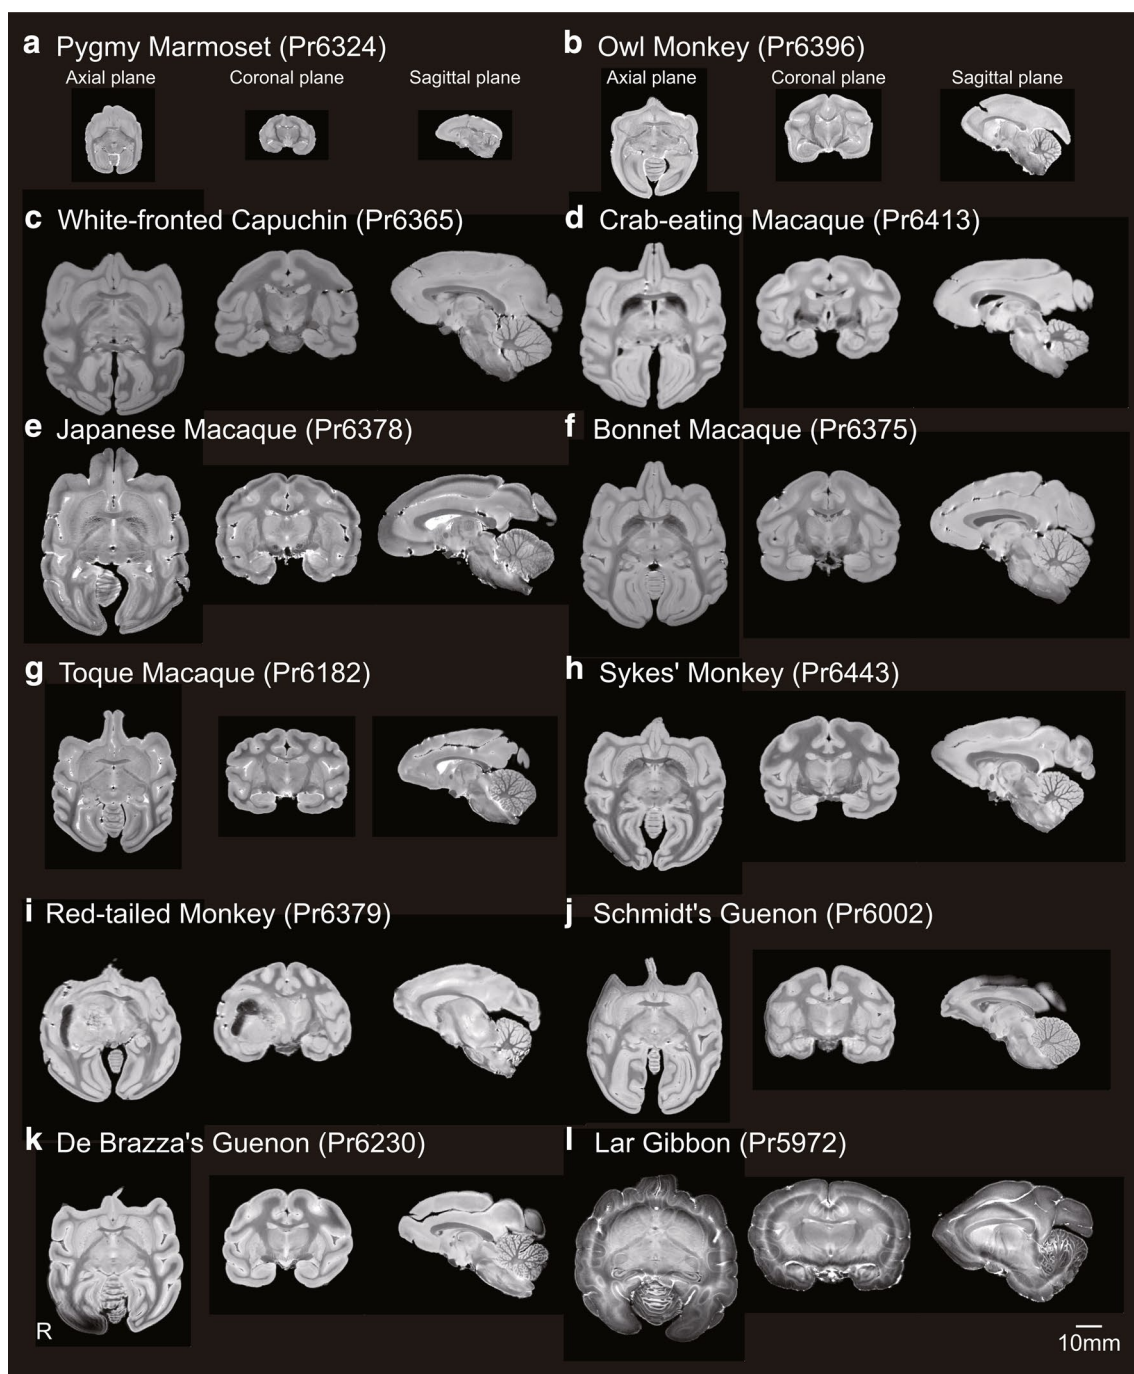 a Pygmy Marmoset (Pr6324)
Axial plane Coronal plane Sagittal plane
b Owl Monkey (Pr6396)
Axial plane Coronal plane Sagittal plane
c White-fronted Capuchin (Pr6365)
d Crab-eating Macaque (Pr6413)
e Japanese Macaque (Pr6378)
f Bonnet Macaque (Pr6375)
g Toque Macaque (Pr6182)
h Sykes' Monkey (Pr6443)
i Red-tailed Monkey (Pr6379)
j Schmidt's Guenon (Pr6002)
k De Brazza's Guenon (Pr6230)
l Lar Gibbon (Pr5972)
R
10mm